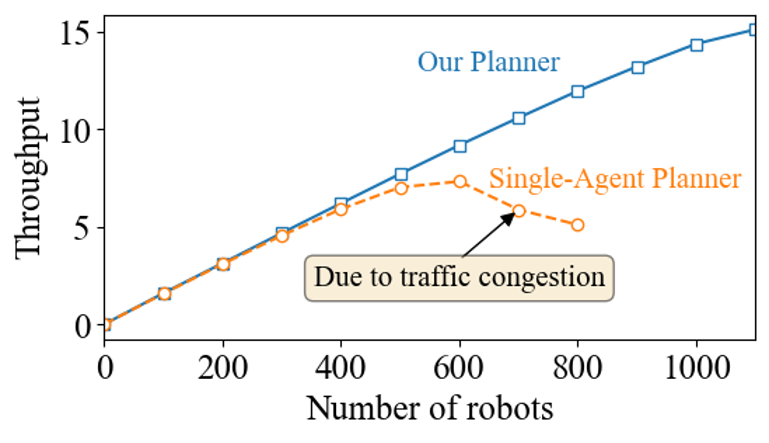 15
Our Planner
10
Throughput
Single-Agent Planner
5
Due to traffic congestion
0
0 200 400 600 800 1000
Number of robots